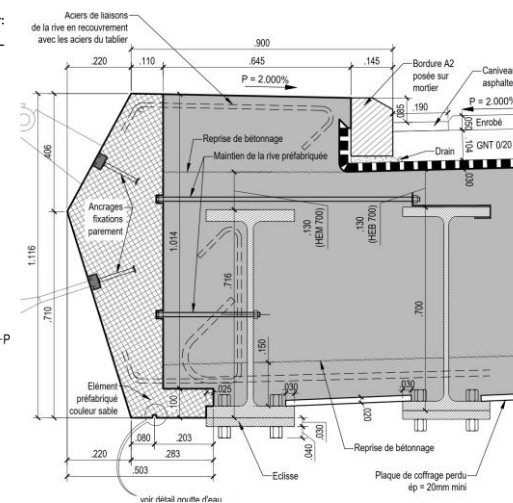 r:
Aciers de liaisons
de la rive en recouvrement
avec les aciers du tablier
.900
.220
.110
.645
.145
P = 2.000%
Bordure A2
posée sur
mortier
Caniveau
asphalte
.085
.190
P = 2.000%
.050
Enrobé
.104
GNT 0/20
Drain
.030
.406
Reprise de bétonnage
Maintien de la rive préfabriquée
Ancrages
fixations
parement
1.116
1.014
.130
(HEM 700)
.130
(HEB 700)
.716
.700
.710
P
.150
Elément
préfabriqué
couleur sable
.100
.025
.030
.030
.020
.080
.203
.030
.040
Reprise de bétonnage
.220
.283
Eclisse
Plaque de coffrage perdu
ép = 20mm mini
.503
voir détail goutte d'eau